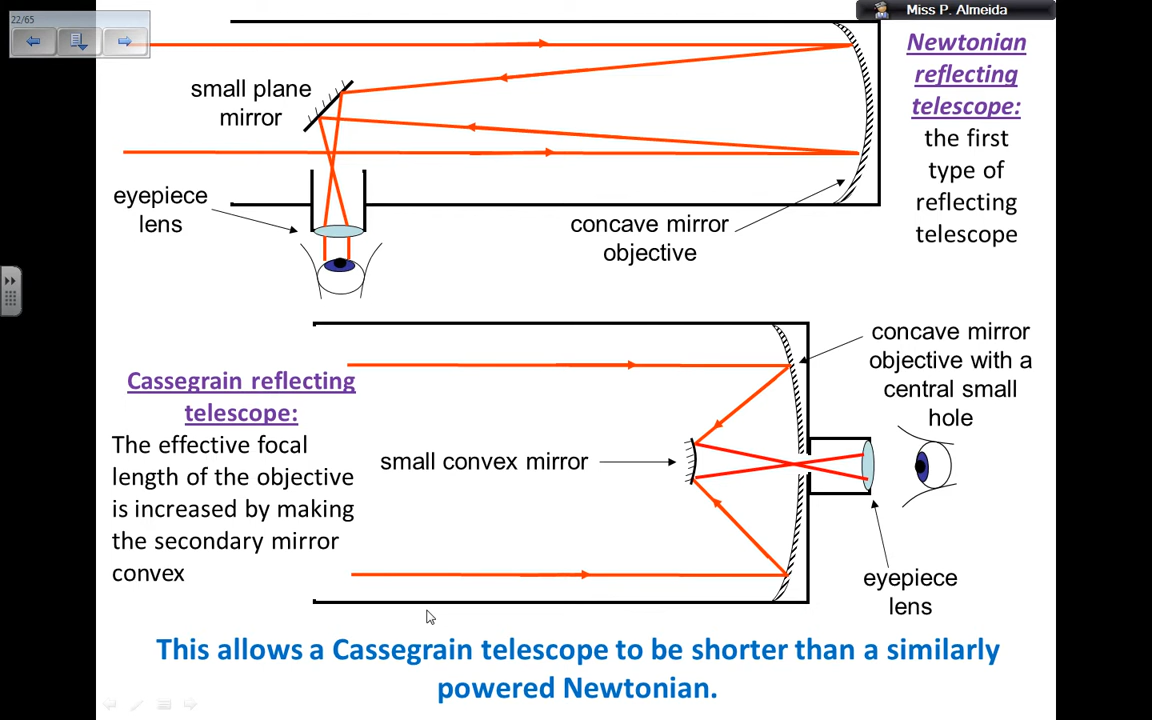 22/65
Miss P. Almeida
small plane
mirror
eyepiece
lens
concave mirror
objective
Newtonian
reflecting
telescope:
the first
type of
reflecting
telescope
Cassegrain reflecting
telescope:
The effective focal
length of the objective
is increased by making
the secondary mirror
convex
small convex mirror
concave mirror
objective with a
central small
hole
eyepiece
lens
This allows a Cassegrain telescope to be shorter than a similarly
powered Newtonian.